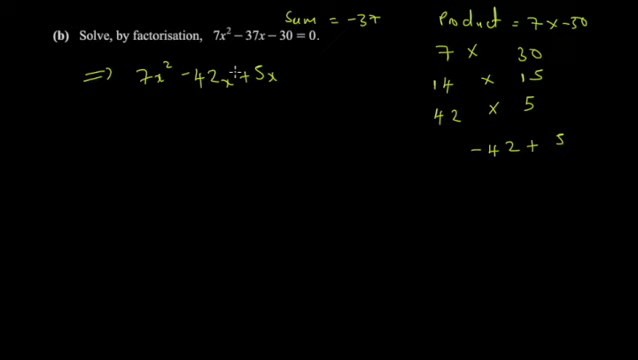 Sum = -37 Product = 7 x -30
(b) Solve, by factorisation, 7x² − 37x − 30 = 0.
7 x 30
⇒ 7x² - 42x + 5x
14 x 15
42 x 5
-42 + 5